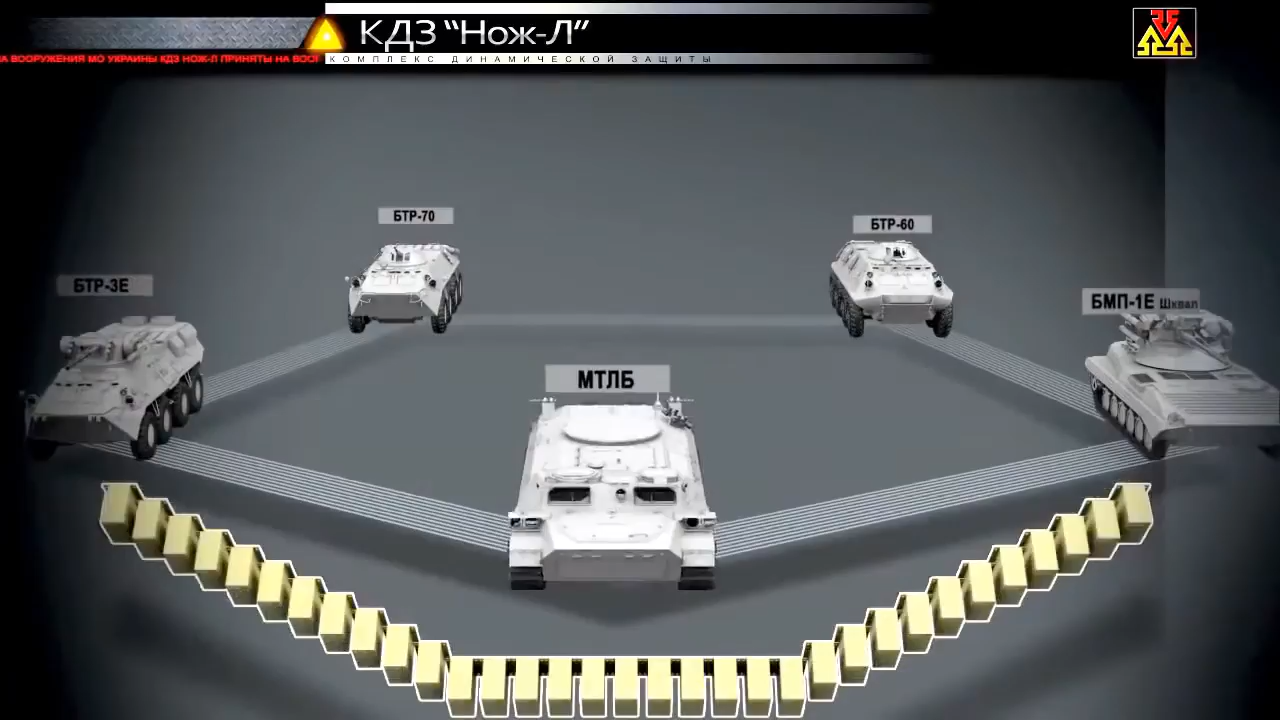 КДЗ “Нож-Л”
НА ВООРУЖЕНИЯ МО УКРАИНЫ КДЗ НОЖ-Л ПРИНЯТЫ НА ВООР
КОМПЛЕКС ДИНАМИЧЕСКОЙ ЗАЩИТЫ
БТР-70
БТР-60
БТР-3Е
БМП-1Е Шквал
МТЛБ